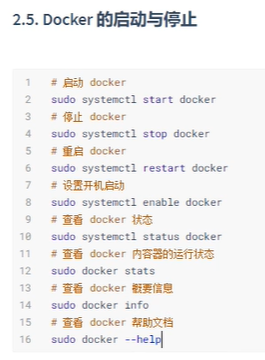 2.5. Docker 的启动与停止
1 # 启动 docker
2 sudo systemctl start docker
3 # 停止 docker
4 sudo systemctl stop docker
5 # 重启 docker
6 sudo systemctl restart docker
7 # 设置开机启动
8 sudo systemctl enable docker
9 # 查看 docker 状态
10 sudo systemctl status docker
11 # 查看 docker 内容器的运行状态
12 sudo docker stats
13 # 查看 docker 概要信息
14 sudo docker info
15 # 查看 docker 帮助文档
16 sudo docker --help